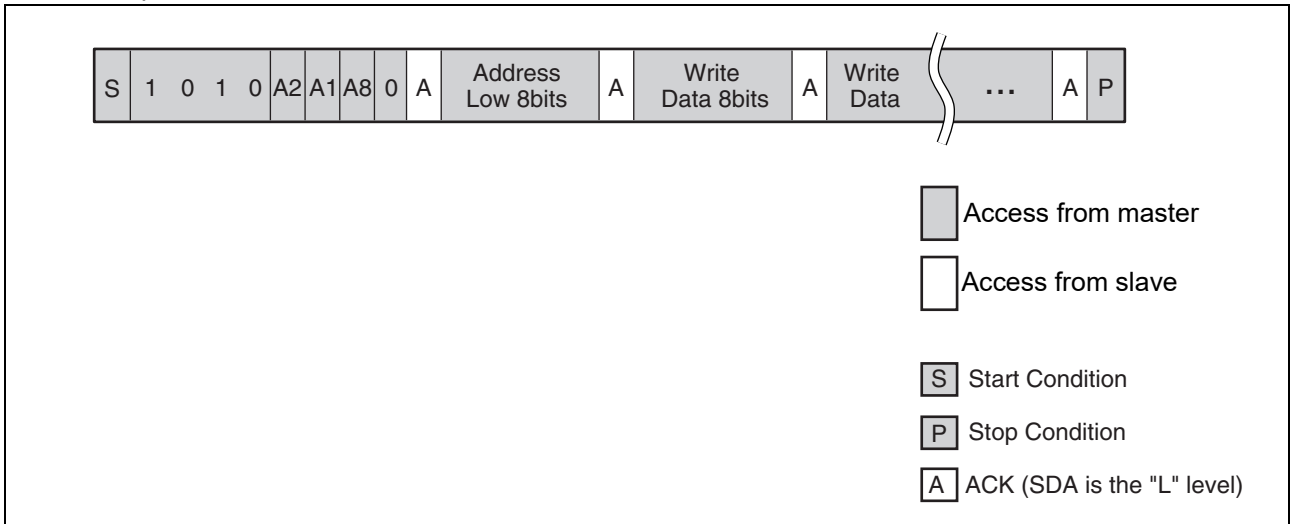 S 1 0 1 0 A2 A1 A8 0 A Address Low 8bits A Write Data 8bits A Write Data ... A P
Access from master
Access from slave
S Start Condition
P Stop Condition
A ACK (SDA is the "L" level)